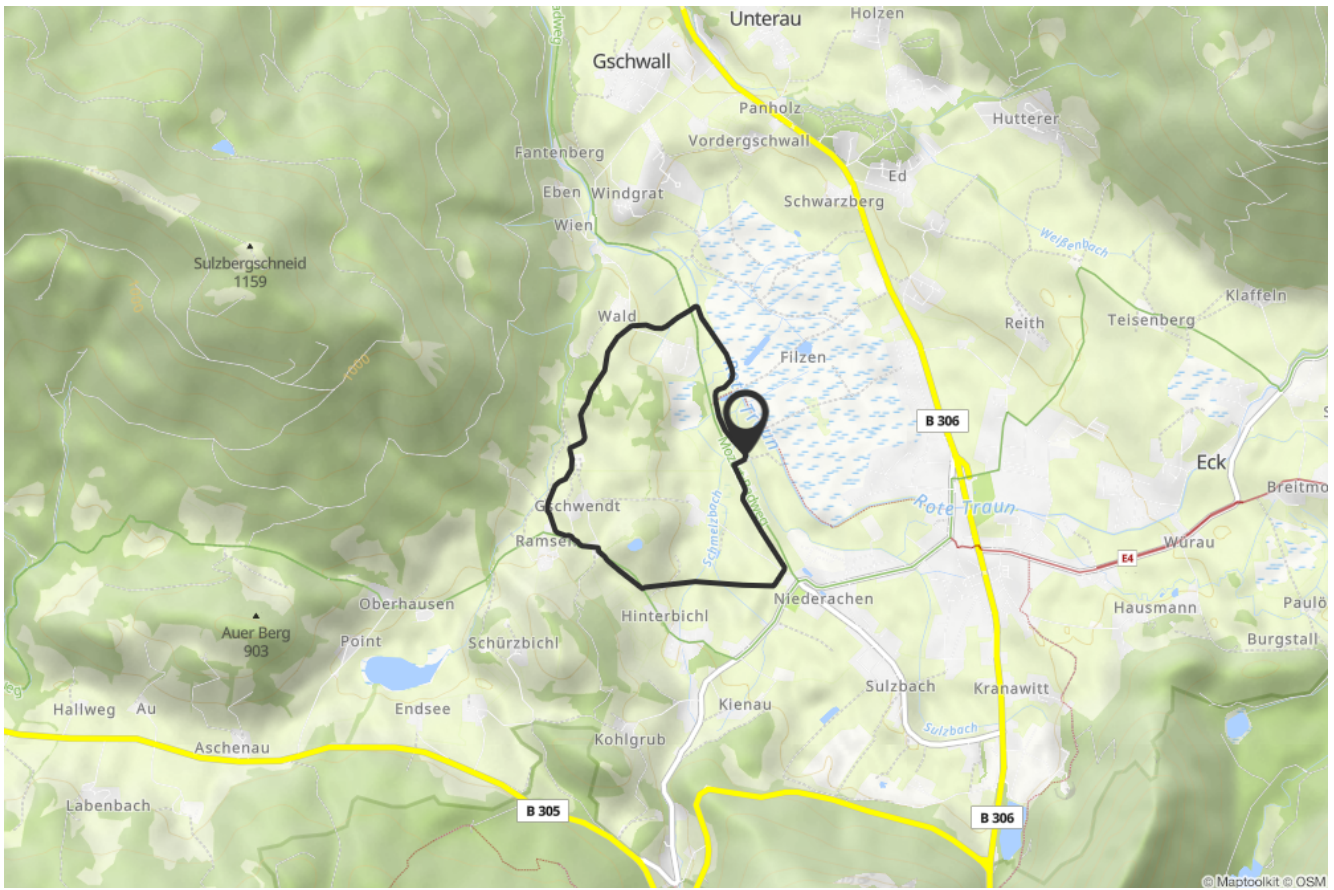 Unterau
Holzen
Gschwall
Panholz
Hutterer
Vordergschwall
Fantenberg
Ed
Eben
Windgrat
Schwarzberg
Wien
Weißenbach
Sulzbergschneid
1159
Klaffeln
Wald
Reith
Teisenberg
Filzen
1000
B 306
Eck
Breitmo
Gschwendt
Schmelzbach
Rote Traun
Wurau
E4
Oberhausen
Hinterbichl
Niederachen
Hausmann
Paulö
Auer Berg
903
Point
Schürzbichl
Burgstall
Hallweg
Au
Endsee
Kienau
Sulzbach
Kranawitt
Aschenau
Kohlgrub
Sulzbach
Labenbach
B 305
B 306
© Maptoolkit © OSM